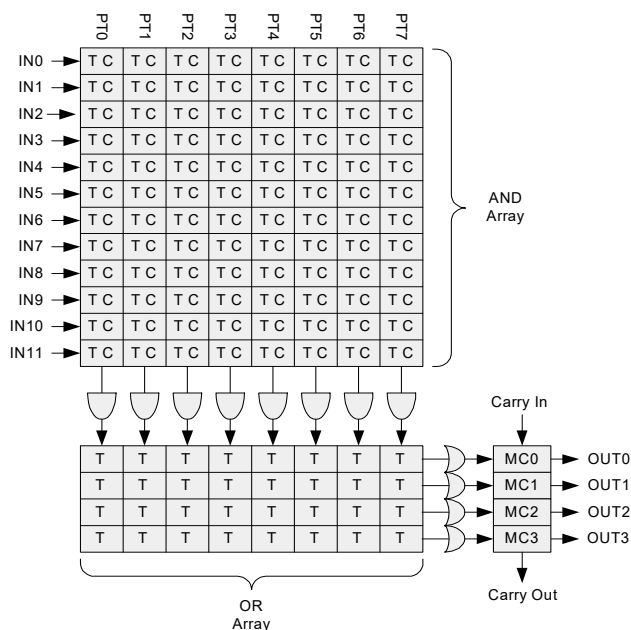 PT0 PT1 PT2 PT3 PT4 PT5 PT6 PT7
IN0 T C T C T C T C T C T C T C T C
IN1 T C T C T C T C T C T C T C T C
IN2 T C T C T C T C T C T C T C T C
IN3 T C T C T C T C T C T C T C T C
IN4 T C T C T C T C T C T C T C T C
IN5 T C T C T C T C T C T C T C T C
IN6 T C T C T C T C T C T C T C T C
IN7 T C T C T C T C T C T C T C T C
IN8 T C T C T C T C T C T C T C T C
IN9 T C T C T C T C T C T C T C T C
IN10 T C T C T C T C T C T C T C T C
IN11 T C T C T C T C T C T C T C T C
AND
Array
Carry In
T T T T T T T T MC0 OUT0
T T T T T T T T MC1 OUT1
T T T T T T T T MC2 OUT2
T T T T T T T T MC3 OUT3
Carry Out
OR
Array